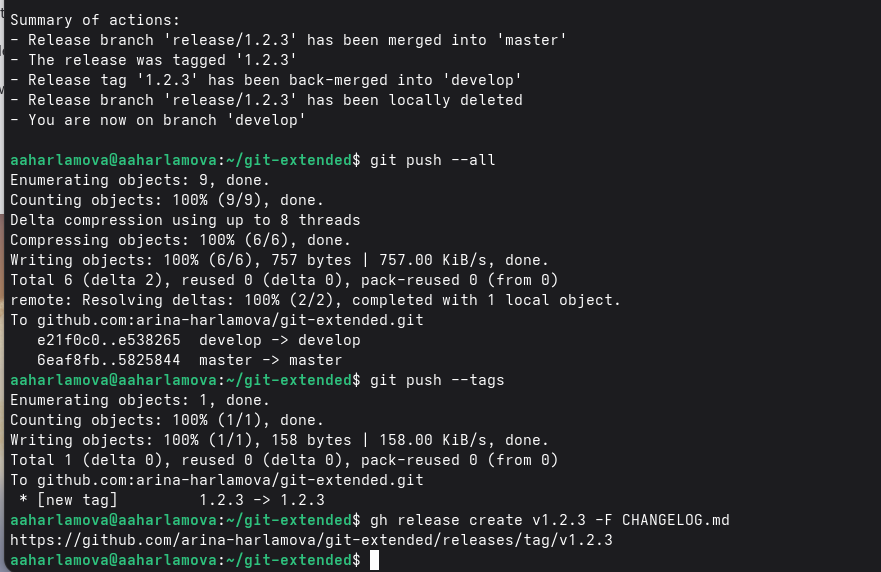 Summary of actions:
- Release branch 'release/1.2.3' has been merged into 'master'
- The release was tagged '1.2.3'
- Release tag '1.2.3' has been back-merged into 'develop'
- Release branch 'release/1.2.3' has been locally deleted
- You are now on branch 'develop'
aaharlamova@aaharlamova:~/git-extended$ git push --all
Enumerating objects: 9, done.
Counting objects: 100% (9/9), done.
Delta compression using up to 8 threads
Compressing objects: 100% (6/6), done.
Writing objects: 100% (6/6), 757 bytes | 757.00 KiB/s, done.
Total 6 (delta 2), reused 0 (delta 0), pack-reused 0 (from 0)
remote: Resolving deltas: 100% (2/2), completed with 1 local object.
To github.com:arina-harlamova/git-extended.git
   e21f0c0..e538265  develop -> develop
   6eaf8fb..5825844  master -> master
aaharlamova@aaharlamova:~/git-extended$ git push --tags
Enumerating objects: 1, done.
Counting objects: 100% (1/1), done.
Writing objects: 100% (1/1), 158 bytes | 158.00 KiB/s, done.
Total 1 (delta 0), reused 0 (delta 0), pack-reused 0 (from 0)
To github.com:arina-harlamova/git-extended.git
 * [new tag]         1.2.3 -> 1.2.3
aaharlamova@aaharlamova:~/git-extended$ gh release create v1.2.3 -F CHANGELOG.md
https://github.com/arina-harlamova/git-extended/releases/tag/v1.2.3
aaharlamova@aaharlamova:~/git-extended$